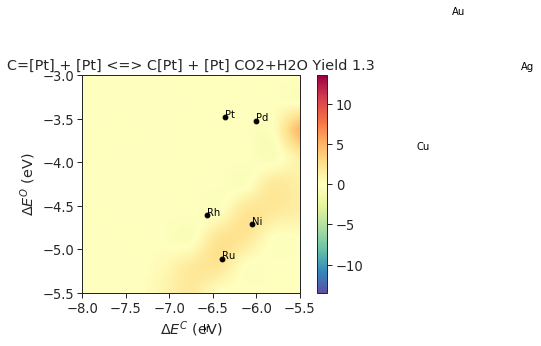 Au
C=[Pt] + [Pt] <=> C[Pt] + [Pt] CO2+H2O Yield 1.3
Ag
−3.0
−3.5
−4.0
−4.5
−5.0
−5.5
ΔE^O (eV)
Pt
Pd
Cu
Rh
Ni
Ru
10
5
0
−5
−10
−8.0 −7.5 −7.0 −6.5 −6.0 −5.5
ΔE^C (eV)
Ir